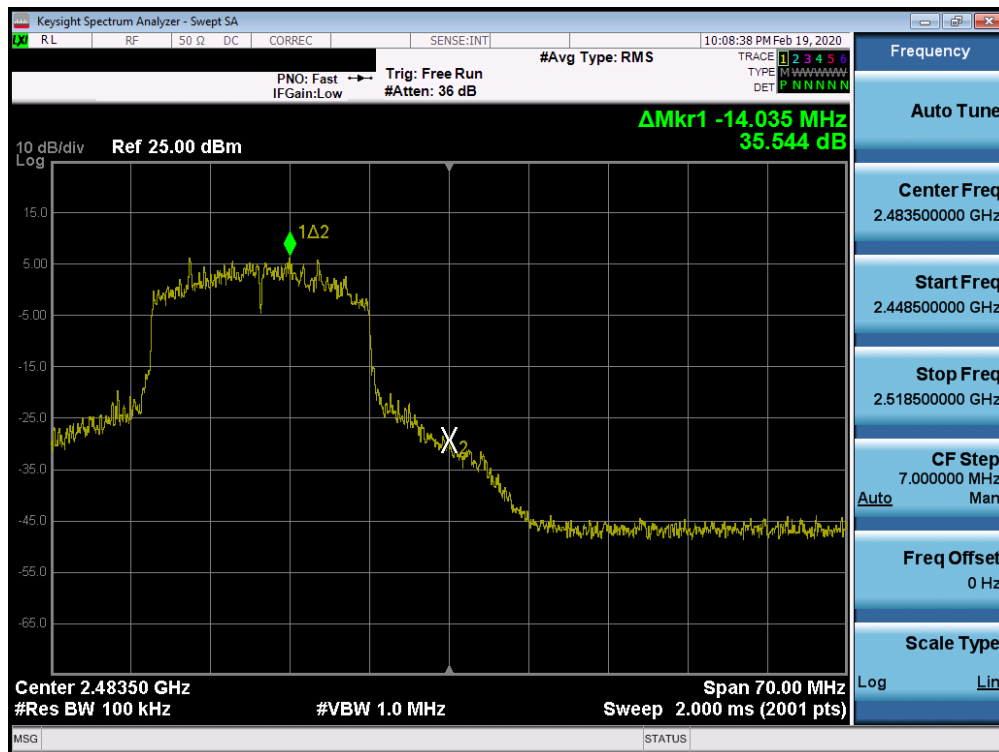 Keysight Spectrum Analyzer - Swept SA
LXI RL RF 50 Ω DC CORREC SENSE:INT 10:08:38 PM Feb 19, 2020
PNO: Fast
IFGain:Low
Trig: Free Run
#Atten: 36 dB
#Avg Type: RMS
TRACE 1 2 3 4 5 6
TYPE M WWWWW
DET P N N N N N
ΔMkr1 -14.035 MHz
35.544 dB
10 dB/div Ref 25.00 dBm
Log
15.0
5.00
-5.00
-15.0
-25.0
-35.0
-45.0
-55.0
-65.0
1Δ2
X2
Center 2.48350 GHz Span 70.00 MHz
#Res BW 100 kHz #VBW 1.0 MHz Sweep 2.000 ms (2001 pts)
MSG STATUS
Frequency
Auto Tune
Center Freq
2.483500000 GHz
Start Freq
2.448500000 GHz
Stop Freq
2.518500000 GHz
CF Step
7.000000 MHz
Auto Man
Freq Offset
0 Hz
Scale Type
Log Lin